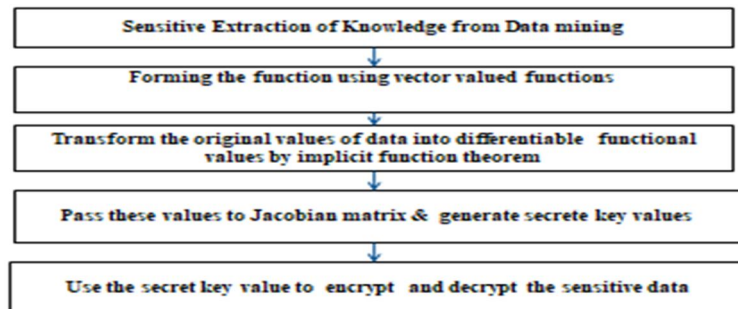 Sensitive Extraction of Knowledge from Data mining
Forming the function using vector valued functions
Transform the original values of data into differentiable functional
values by implicit function theorem
Pass these values to Jacobian matrix & generate secrete key values
Use the secret key value to encrypt and decrypt the sensitive data